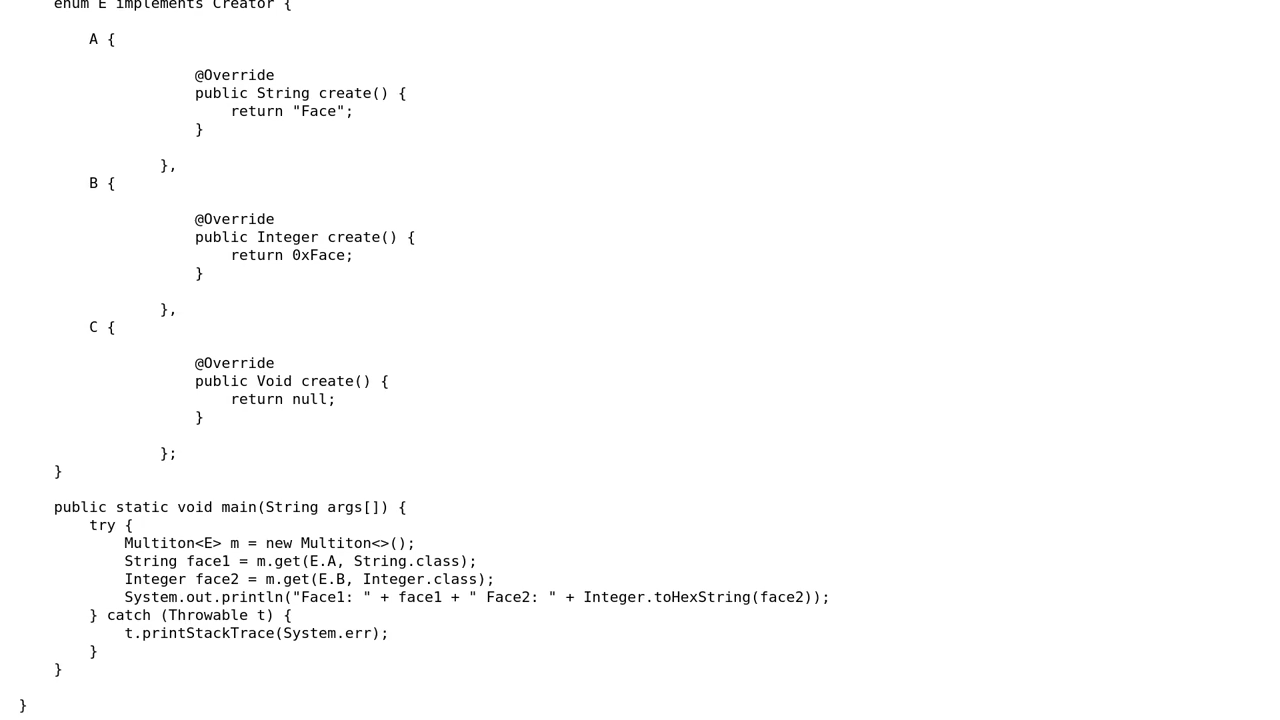 enum E implements Creator {
A {
@Override
public String create() {
return "Face";
}
},
B {
@Override
public Integer create() {
return 0xFace;
}
},
C {
@Override
public Void create() {
return null;
}
};
}
public static void main(String args[]) {
try {
Multiton<E> m = new Multiton<>();
String face1 = m.get(E.A, String.class);
Integer face2 = m.get(E.B, Integer.class);
System.out.println("Face1: " + face1 + " Face2: " + Integer.toHexString(face2));
} catch (Throwable t) {
t.printStackTrace(System.err);
}
}
}